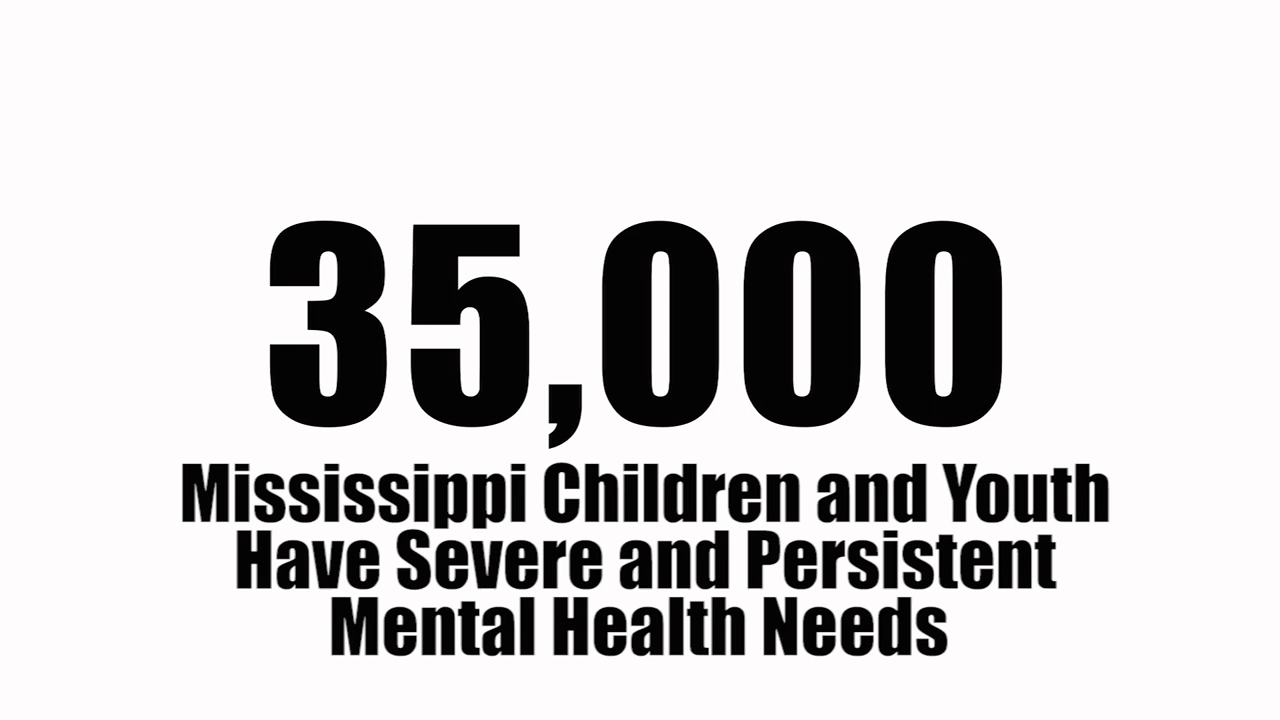 35,000
Mississippi Children and Youth
Have Severe and Persistent
Mental Health Needs